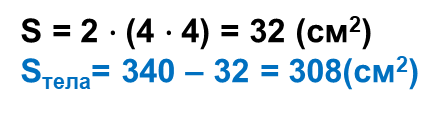 S = 2 · (4 · 4) = 32 (см²)
Sтела= 340 – 32 = 308(см²)